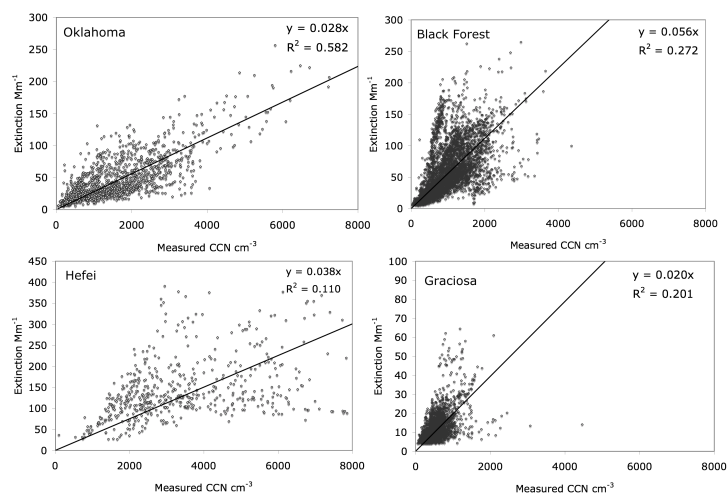 Oklahoma
y = 0.028x
R² = 0.582
300
250
200
150
100
50
0
Extinction Mm⁻¹
0 2000 4000 6000 8000
Measured CCN cm⁻³
Black Forest
y = 0.056x
R² = 0.272
300
250
200
150
100
50
0
Extinction Mm⁻¹
0 2000 4000 6000 8000
Measured CCN cm⁻³
Hefei
y = 0.038x
R² = 0.110
450
400
350
300
250
200
150
100
50
0
Extinction Mm⁻¹
0 2000 4000 6000 8000
Measured CCN cm⁻³
Graciosa
y = 0.020x
R² = 0.201
100
90
80
70
60
50
40
30
20
10
0
Extinction Mm⁻¹
0 2000 4000 6000 8000
Measured CCN cm⁻³